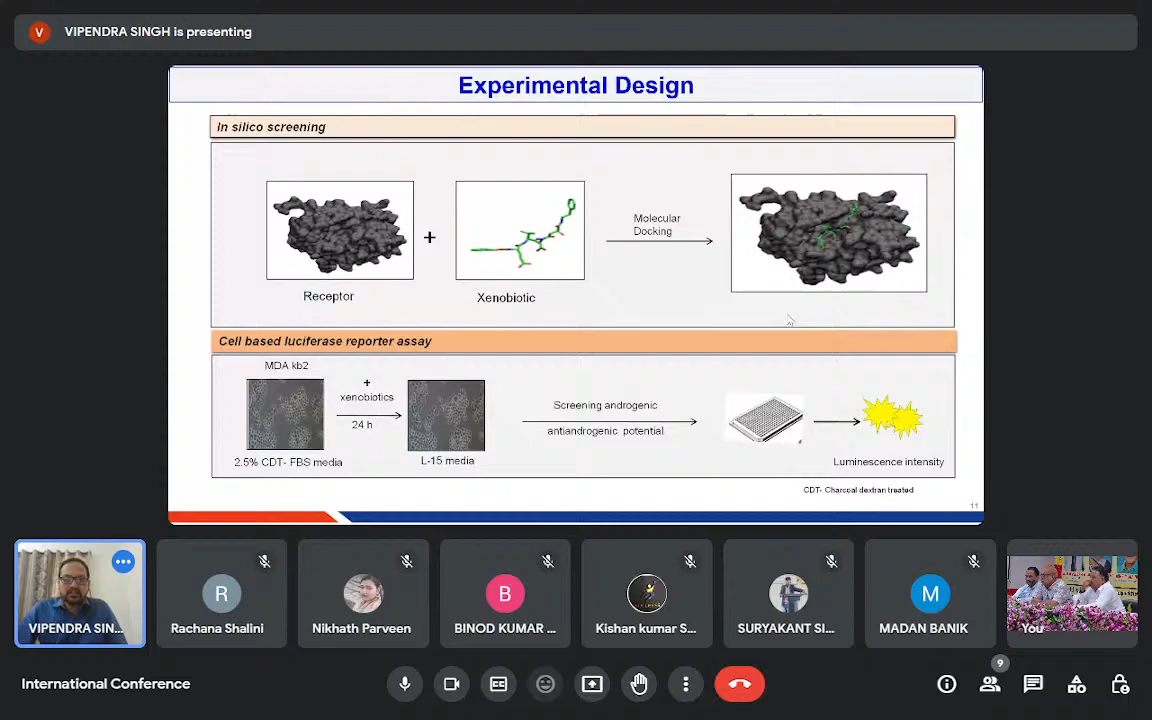 V
VIPENDRA SINGH is presenting
Experimental Design
In silico screening
Molecular
Docking
+
Receptor
Xenobiotic
Cell based luciferase reporter assay
MDA kb2
+
xenobiotics
24 h
Screening androgenic
antiandrogenic potential
2.5% CDT- FBS media
L-15 media
Luminescence intensity
CDT- Charcoal dextran treated
11
VIPENDRA SIN...
R
Rachana Shalini
Nikhath Parveen
B
BINOD KUMAR ...
Kishan kumar S...
SURYAKANT SI...
M
MADAN BANIK
You
International Conference
9